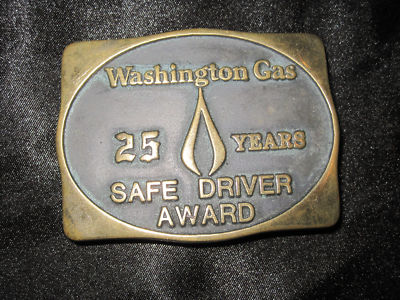 Washington Gas
25 YEARS
SAFE DRIVER
AWARD